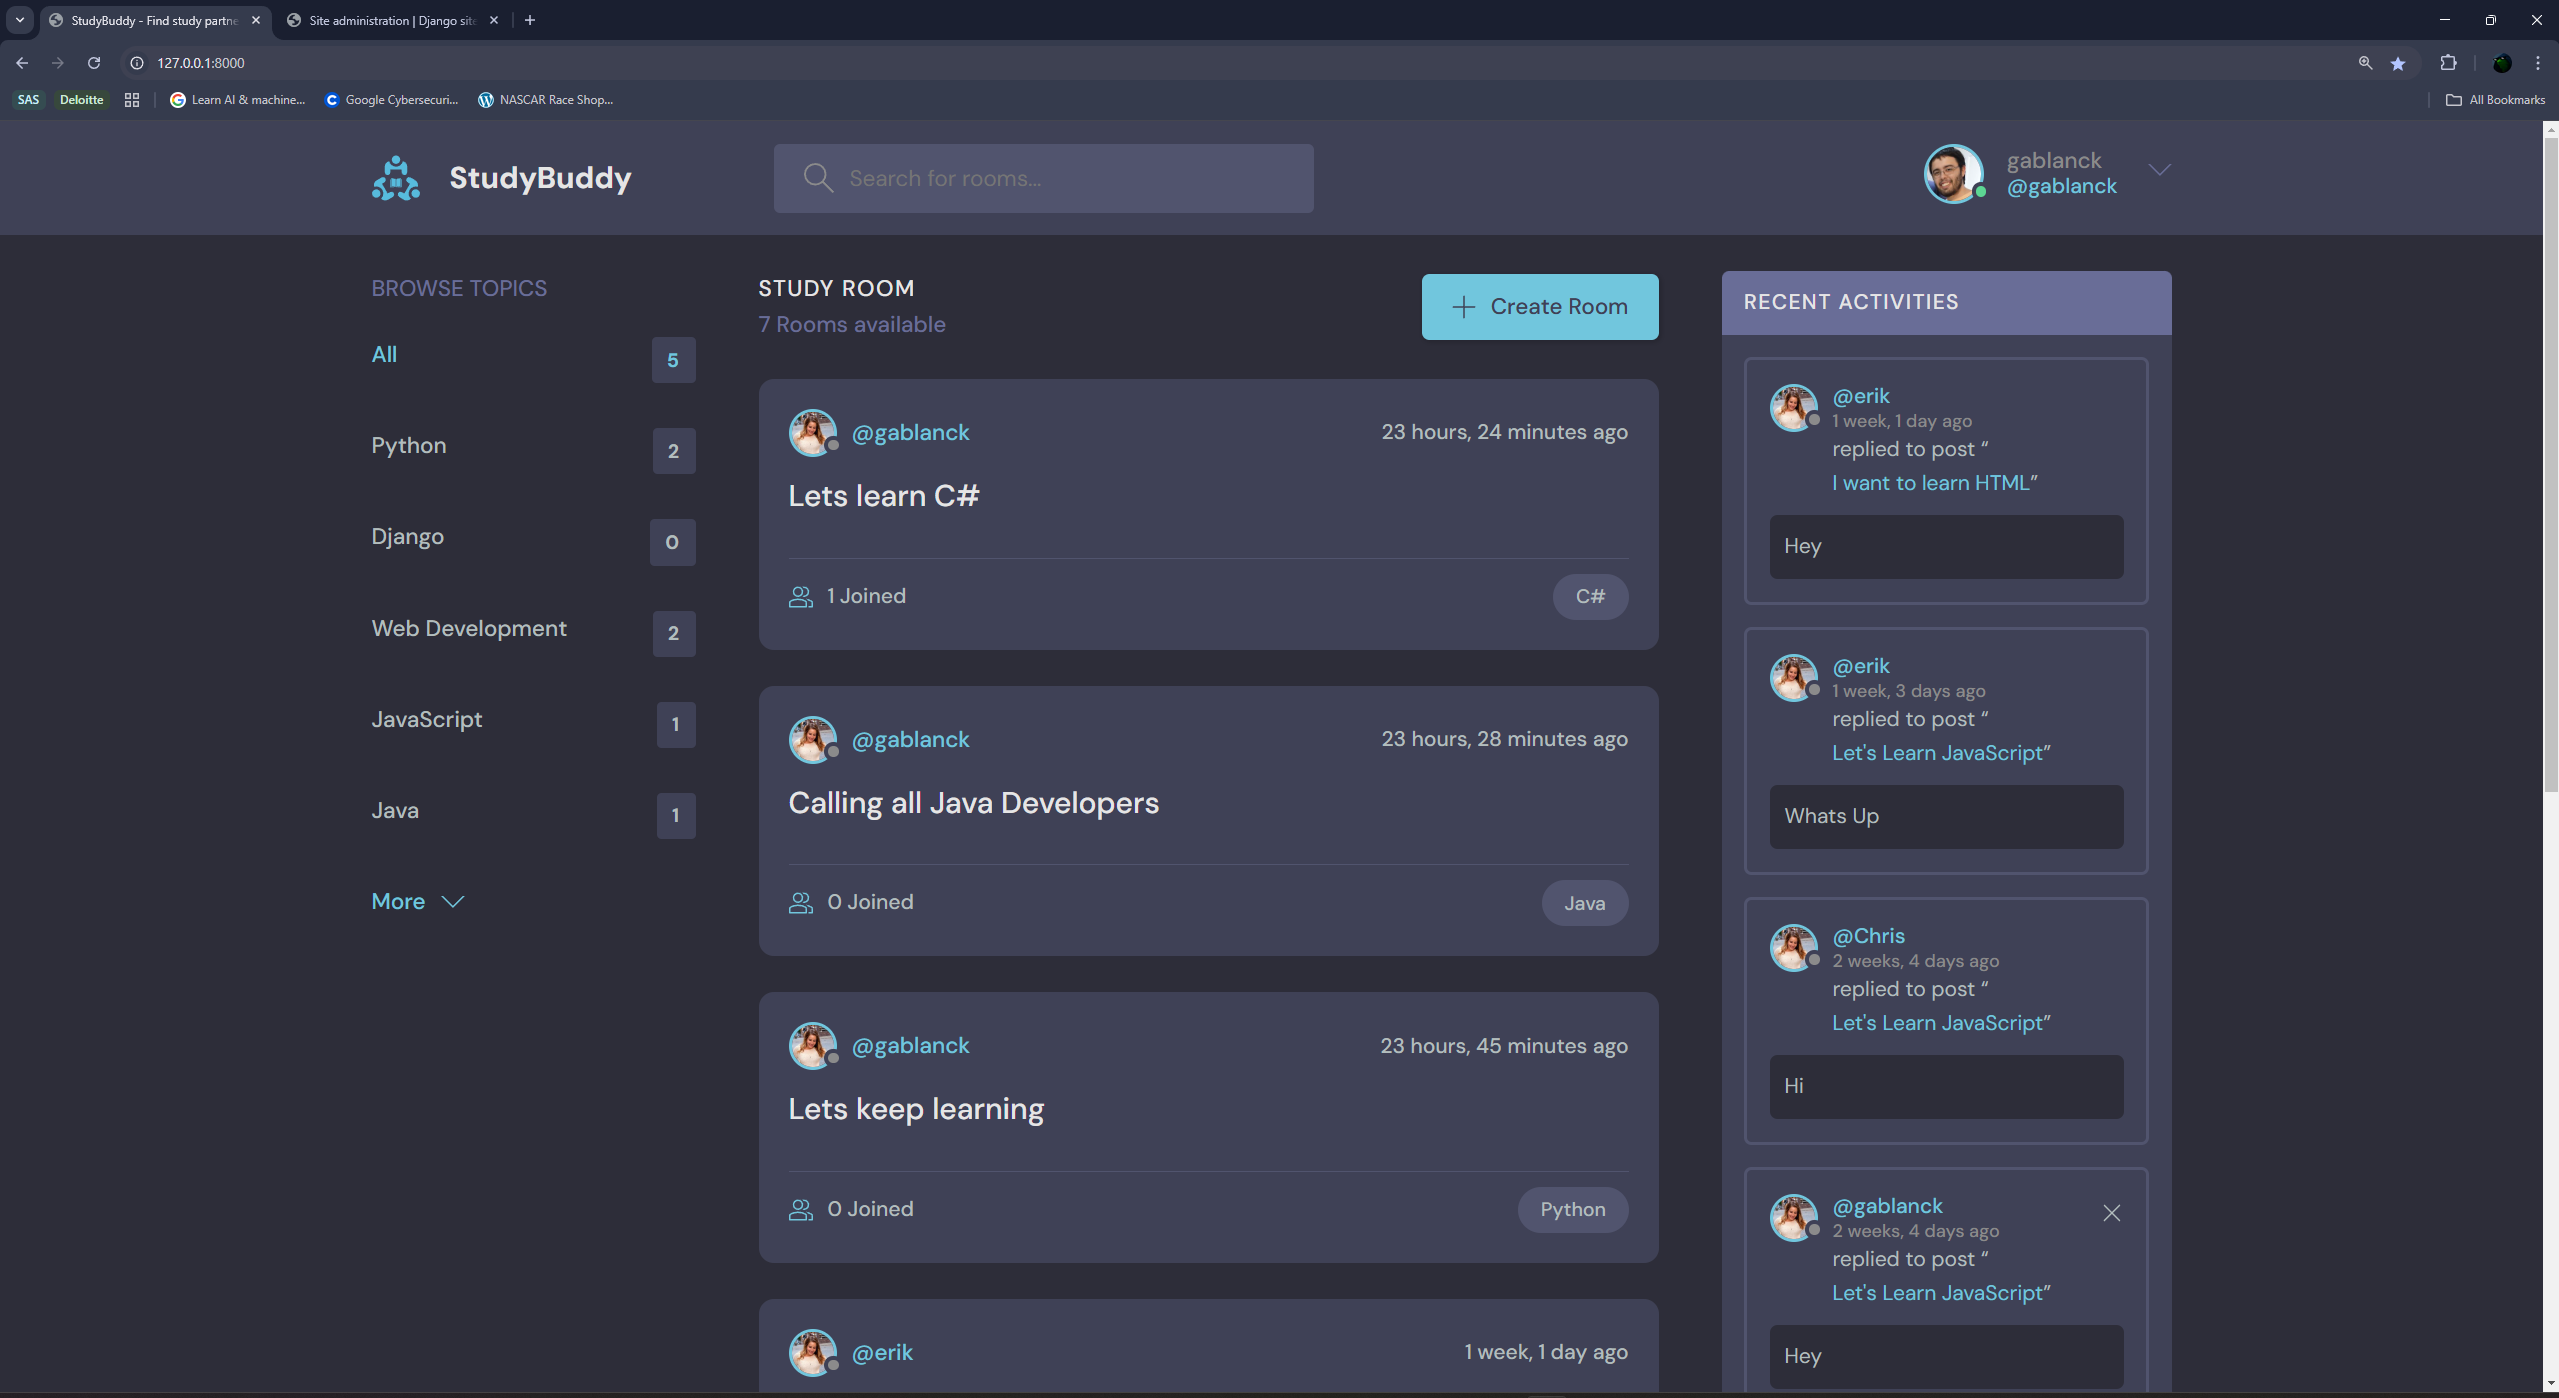 StudyBuddy - Find study partne
Site administration | Django site
127.0.0.1:8000
SAS
Deloitte
Learn AI & machine...
Google Cybersecuri...
NASCAR Race Shop...
All Bookmarks
StudyBuddy
Search for rooms...
gablanck
@gablanck
BROWSE TOPICS
All 5
Python 2
Django 0
Web Development 2
JavaScript 1
Java 1
More
STUDY ROOM
7 Rooms available
Create Room
@gablanck 23 hours, 24 minutes ago
Lets learn C#
1 Joined C#
@gablanck 23 hours, 28 minutes ago
Calling all Java Developers
0 Joined Java
@gablanck 23 hours, 45 minutes ago
Lets keep learning
0 Joined Python
@erik 1 week, 1 day ago
RECENT ACTIVITIES
@erik
1 week, 1 day ago
replied to post “
I want to learn HTML”
Hey
@erik
1 week, 3 days ago
replied to post “
Let's Learn JavaScript”
Whats Up
@Chris
2 weeks, 4 days ago
replied to post “
Let's Learn JavaScript”
Hi
@gablanck
2 weeks, 4 days ago
replied to post “
Let's Learn JavaScript”
Hey